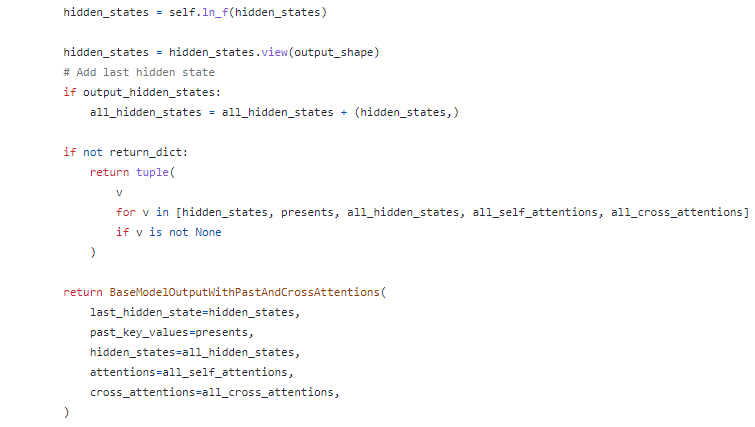 hidden_states = self.ln_f(hidden_states)

hidden_states = hidden_states.view(output_shape)
# Add last hidden state
if output_hidden_states:
    all_hidden_states = all_hidden_states + (hidden_states,)

if not return_dict:
    return tuple(
        v
        for v in [hidden_states, presents, all_hidden_states, all_self_attentions, all_cross_attentions]
        if v is not None
    )

return BaseModelOutputWithPastAndCrossAttentions(
    last_hidden_state=hidden_states,
    past_key_values=presents,
    hidden_states=all_hidden_states,
    attentions=all_self_attentions,
    cross_attentions=all_cross_attentions,
)